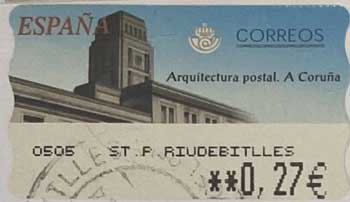 ESPAÑA
CORREOS
Arquitectura postal. A Coruña
0505 ST.P.RIUDEBITLLES
**0,27€